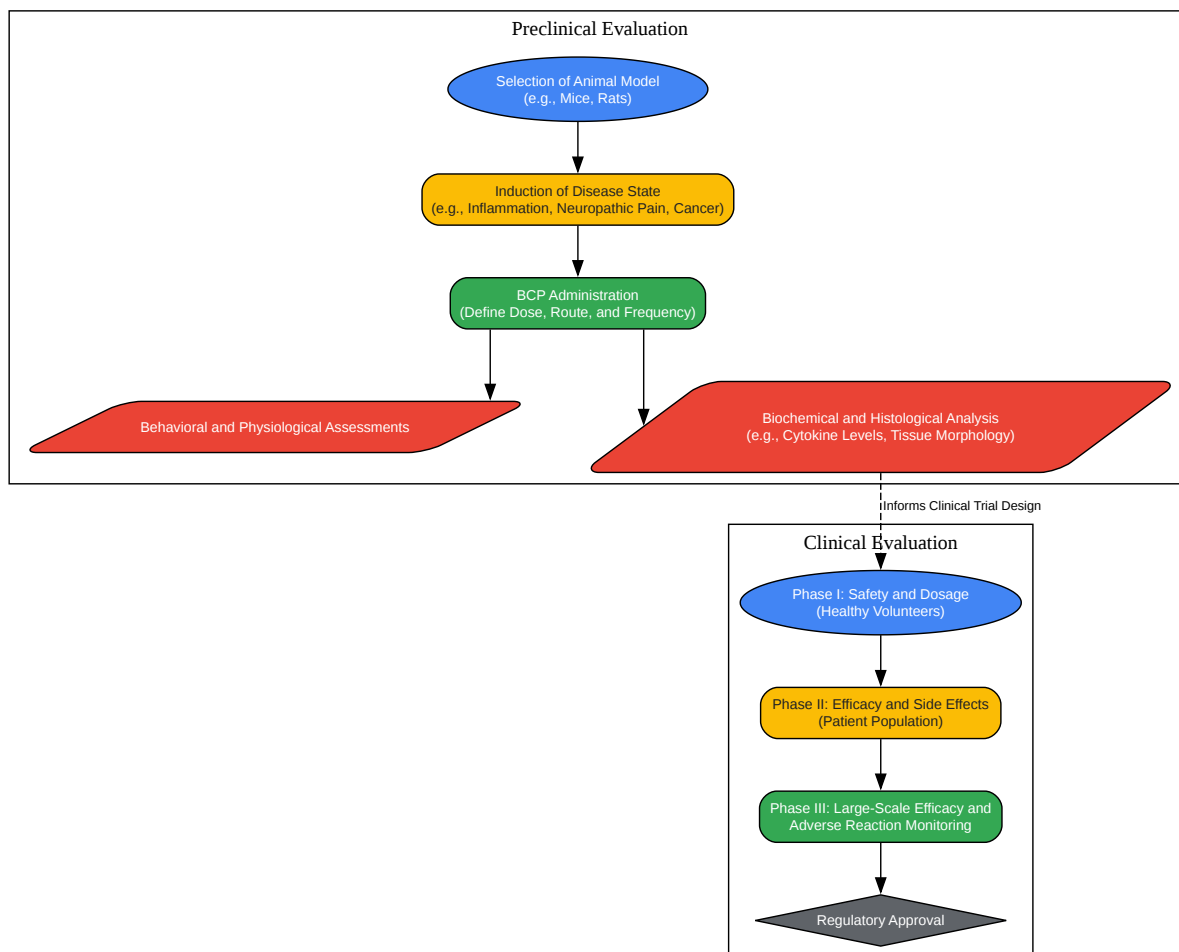 Preclinical Evaluation
Selection of Animal Model
(e.g., Mice, Rats)
Induction of Disease State
(e.g., Inflammation, Neuropathic Pain, Cancer)
BCP Administration
(Define Dose, Route, and Frequency)
Behavioral and Physiological Assessments
Biochemical and Histological Analysis
(e.g., Cytokine Levels, Tissue Morphology)
Informs Clinical Trial Design
Clinical Evaluation
Phase I: Safety and Dosage
(Healthy Volunteers)
Phase II: Efficacy and Side Effects
(Patient Population)
Phase III: Large-Scale Efficacy and
Adverse Reaction Monitoring
Regulatory Approval